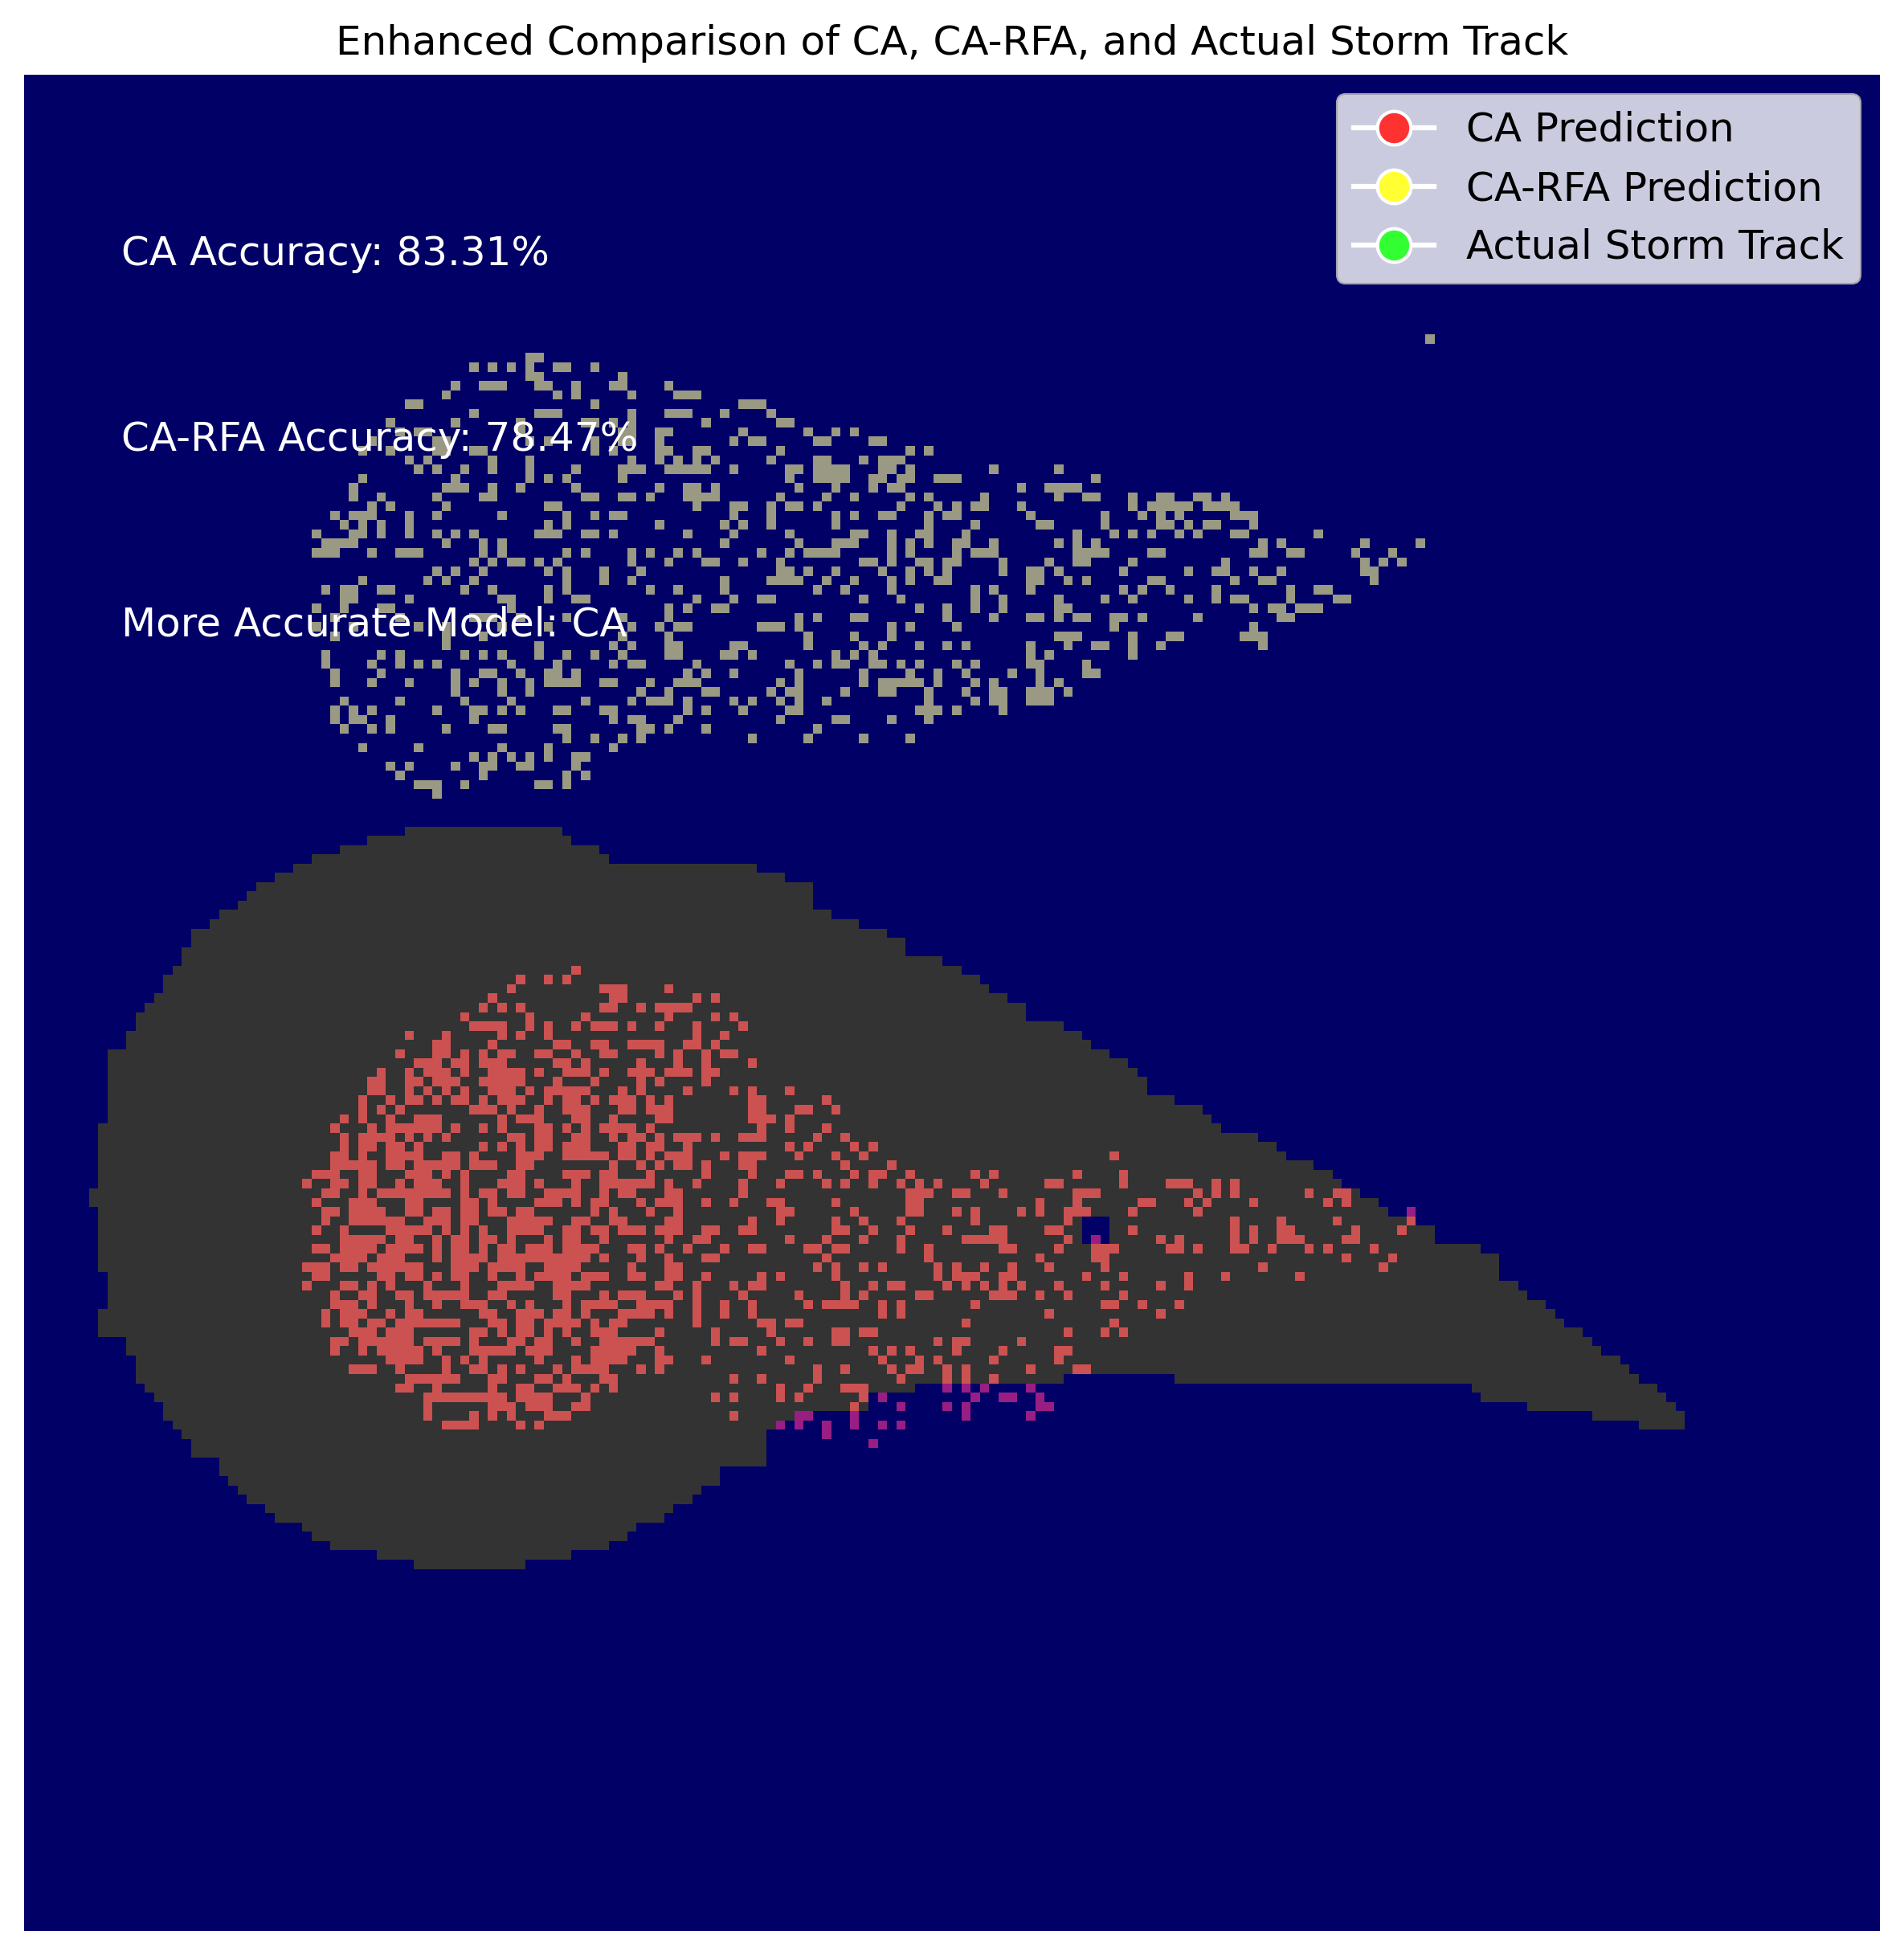 Enhanced Comparison of CA, CA-RFA, and Actual Storm Track
CA Prediction
CA-RFA Prediction
Actual Storm Track
CA Accuracy: 83.31%
CA-RFA Accuracy: 78.47%
More Accurate Model: CA